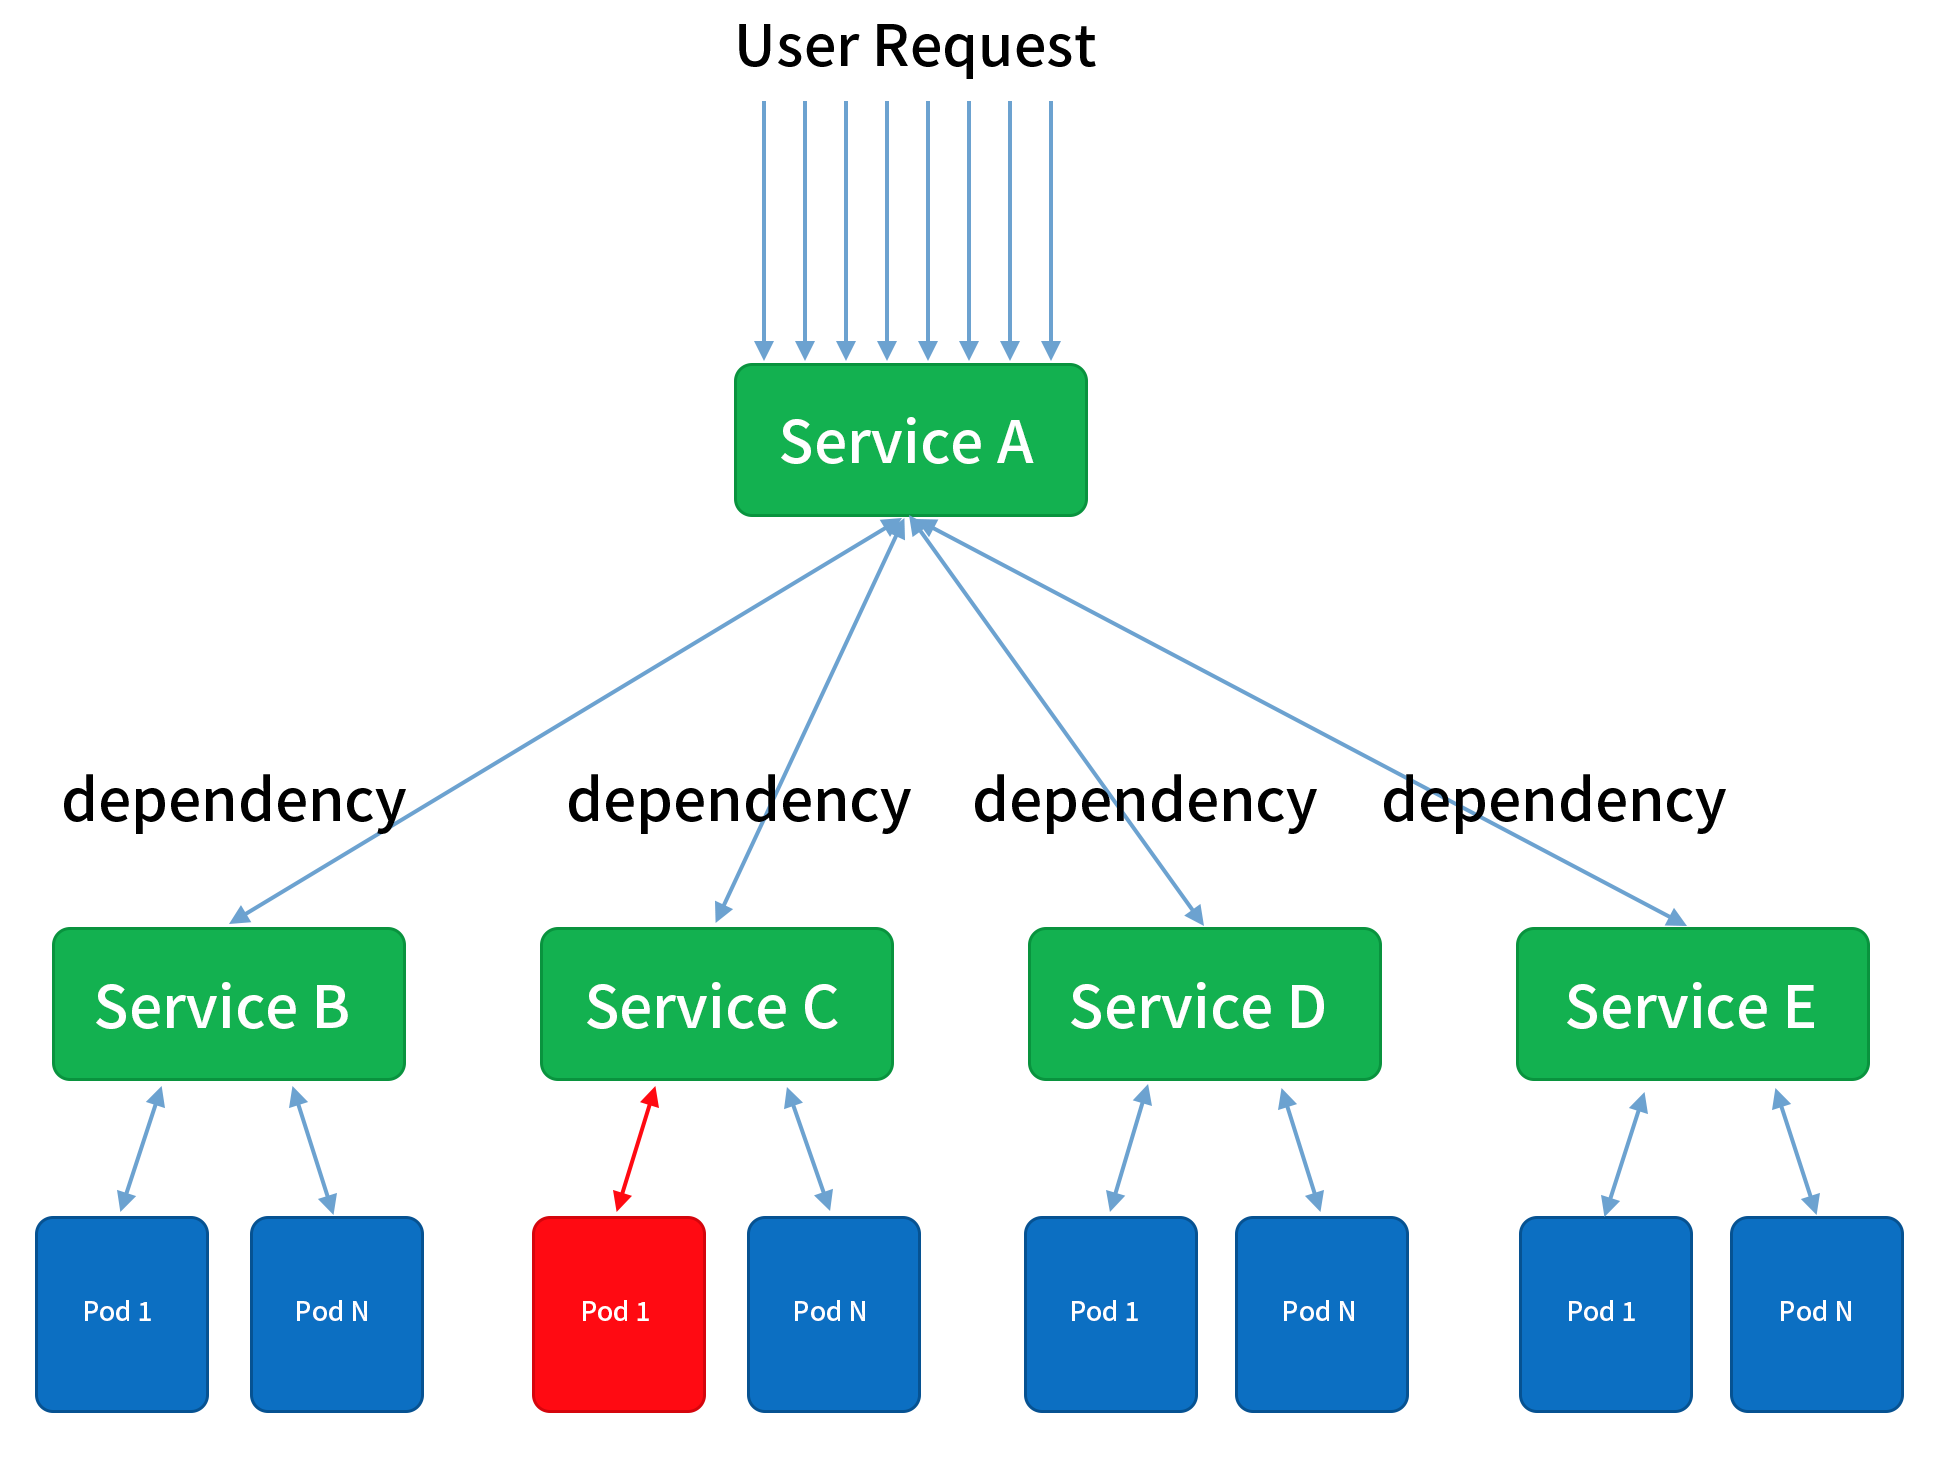 User Request
Service A
dependency
dependency
dependency
dependency
Service B
Service C
Service D
Service E
Pod 1
Pod N
Pod 1
Pod N
Pod 1
Pod N
Pod 1
Pod N